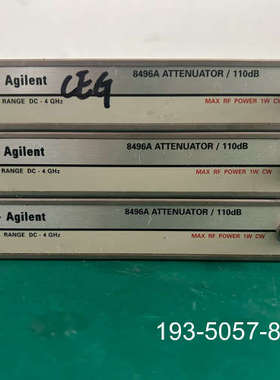 Agilent CEG 8496A ATTENUATOR / 110dB
RANGE DC - 4 GHz MAX RF POWER 1W CW
Agilent 8496A ATTENUATOR / 110dB
RANGE DC - 4 GHz MAX RF POWER 1W CW
Agilent 8496A ATTENUATOR / 110dB
RANGE DC - 4 GHz MAX RF POWER 1W CW
193-5057-8